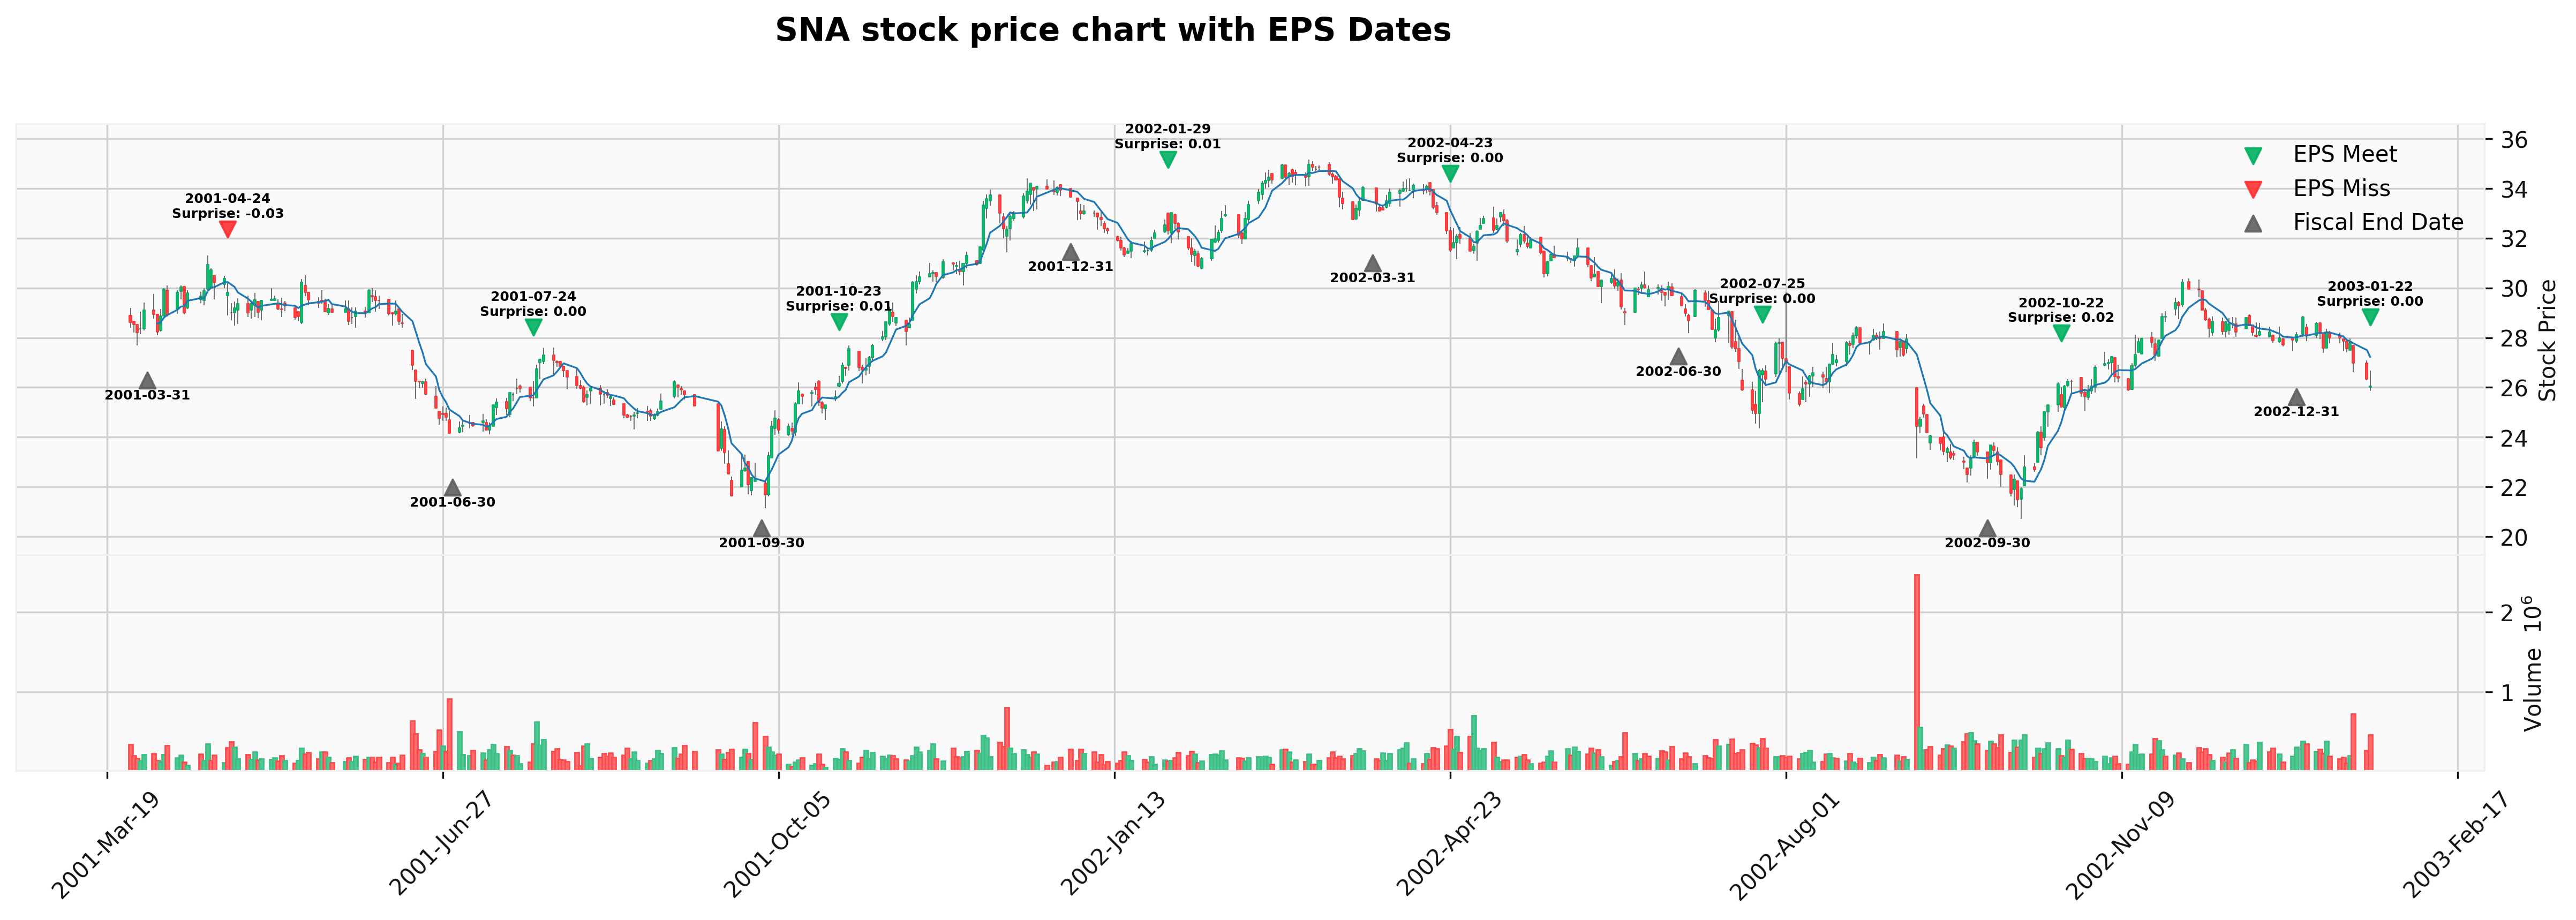 SNA stock price chart with EPS Dates
2002-01-29
Surprise: 0.01
2002-04-23
Surprise: 0.00
2001-04-24
Surprise: -0.03
2001-07-24
Surprise: 0.00
2001-10-23
Surprise: 0.01
2002-07-25
Surprise: 0.00
2002-10-22
Surprise: 0.02
2003-01-22
Surprise: 0.00
EPS Meet
EPS Miss
Fiscal End Date
2001-03-31
2001-06-30
2001-09-30
2001-12-31
2002-03-31
2002-06-30
2002-09-30
2002-12-31
36
34
32
30
28
26
24
22
20
Stock Price
2
1
Volume 10⁶
2001-Mar-19
2001-Jun-27
2001-Oct-05
2002-Jan-13
2002-Apr-23
2002-Aug-01
2002-Nov-09
2003-Feb-17